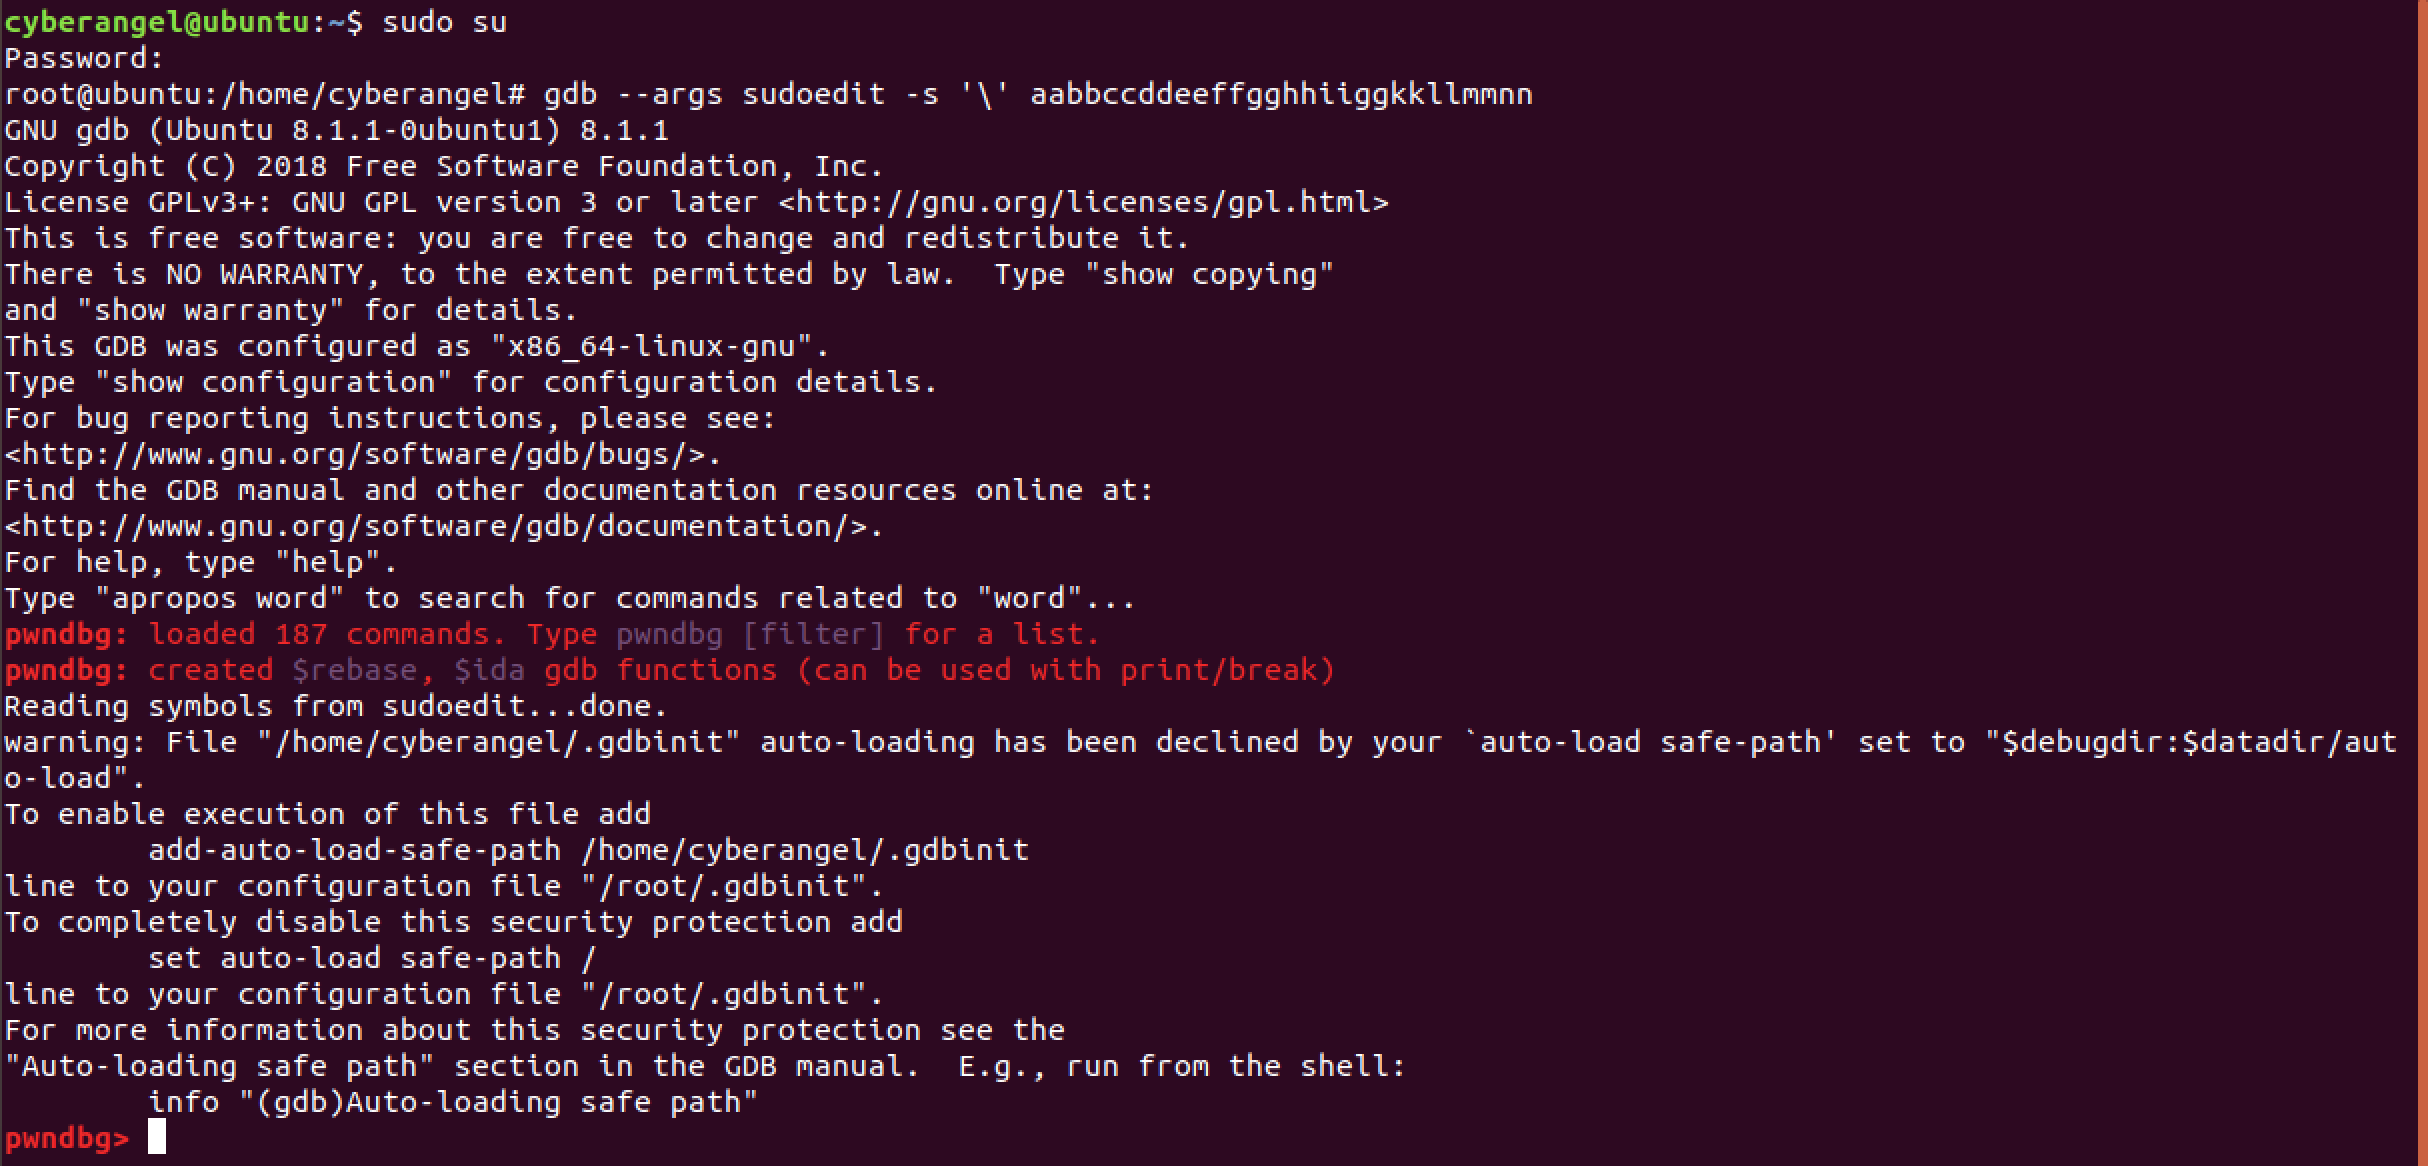 cyberangel@ubuntu:~$ sudo su
Password:
root@ubuntu:/home/cyberangel# gdb --args sudoedit -s '\' aabbccddeeffgghhiiggkkllmmnn
GNU gdb (Ubuntu 8.1.1-0ubuntu1) 8.1.1
Copyright (C) 2018 Free Software Foundation, Inc.
License GPLv3+: GNU GPL version 3 or later <http://gnu.org/licenses/gpl.html>
This is free software: you are free to change and redistribute it.
There is NO WARRANTY, to the extent permitted by law.  Type "show copying"
and "show warranty" for details.
This GDB was configured as "x86_64-linux-gnu".
Type "show configuration" for configuration details.
For bug reporting instructions, please see:
<http://www.gnu.org/software/gdb/bugs/>.
Find the GDB manual and other documentation resources online at:
<http://www.gnu.org/software/gdb/documentation/>.
For help, type "help".
Type "apropos word" to search for commands related to "word"...
pwndbg: loaded 187 commands. Type pwndbg [filter] for a list.
pwndbg: created $rebase, $ida gdb functions (can be used with print/break)
Reading symbols from sudoedit...done.
warning: File "/home/cyberangel/.gdbinit" auto-loading has been declined by your `auto-load safe-path' set to "$debugdir:$datadir/aut
o-load".
To enable execution of this file add
        add-auto-load-safe-path /home/cyberangel/.gdbinit
line to your configuration file "/root/.gdbinit".
To completely disable this security protection add
        set auto-load safe-path /
line to your configuration file "/root/.gdbinit".
For more information about this security protection see the
"Auto-loading safe path" section in the GDB manual.  E.g., run from the shell:
        info "(gdb)Auto-loading safe path"
pwndbg>